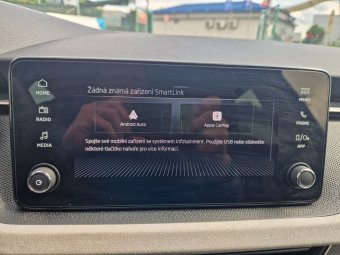 Žádná známá zařízení SmartLink
HOME
MENU
Android Auto
Apple CarPlay
RADIO
PHONE
Spojte své mobilní zařízení se systémem infotainment. Použijte USB nebo stiskněte
některé tlačítko nahoře pro více informací.
MEDIA
APP